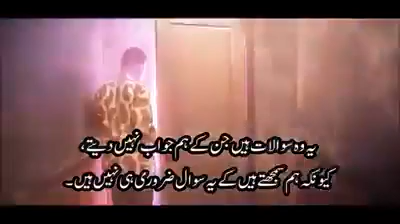 یہ وہ سوالات ہیں جن کے ہم جواب نہیں دیتے،
کیونکہ ہم سمجھتے ہیں کے یہ سوال ضروری ہی نہیں ہیں۔